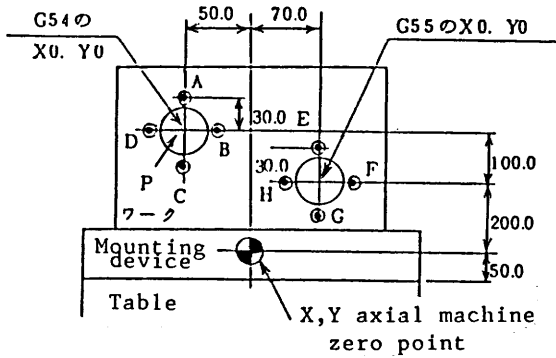 50.0
70.0
G54の
X0. Y0
G55のX0. Y0
A
30.0
E
D
B
100.0
30.0
P
C
H
F
G
ワーク
200.0
Mounting
device
50.0
Table
X,Y axial machine
zero point